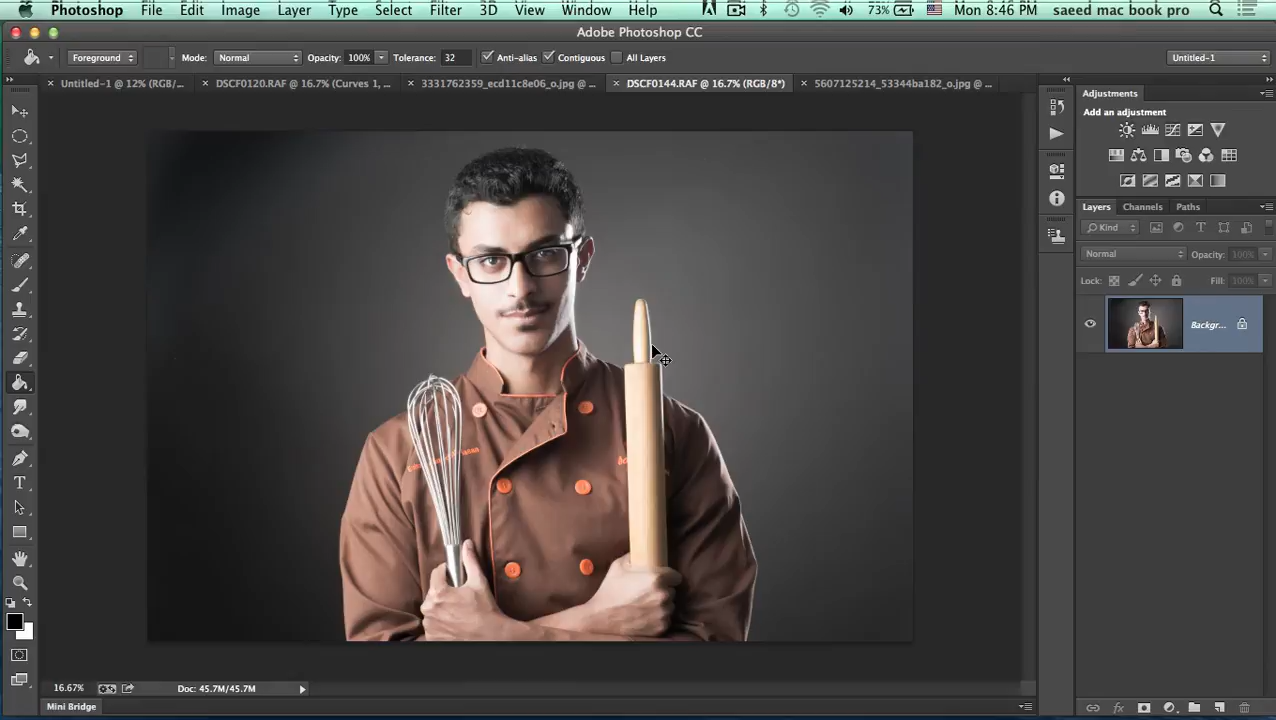 Photoshop File Edit Image Layer Type Select Filter 3D View Window Help 73% Mon 8:46 PM saeed mac book pro
Adobe Photoshop CC
Foreground Mode: Normal Opacity: 100% Tolerance: 32 Anti-alias Contiguous All Layers Untitled-1
Untitled-1 @ 12% (RGB/... DSCF0120.RAF @ 16.7% (Curves 1, ... 3331762359_ecd11c8e06_o.jpg @ ... DSCF0144.RAF @ 16.7% (RGB/8*) 5607125214_53344ba182_o.jpg @ ...
Adjustments
Add an adjustment
Layers Channels Paths
Kind
Normal Opacity: 100%
Lock: Fill: 100%
Backgr...
16.67% Doc: 45.7M/45.7M
Mini Bridge